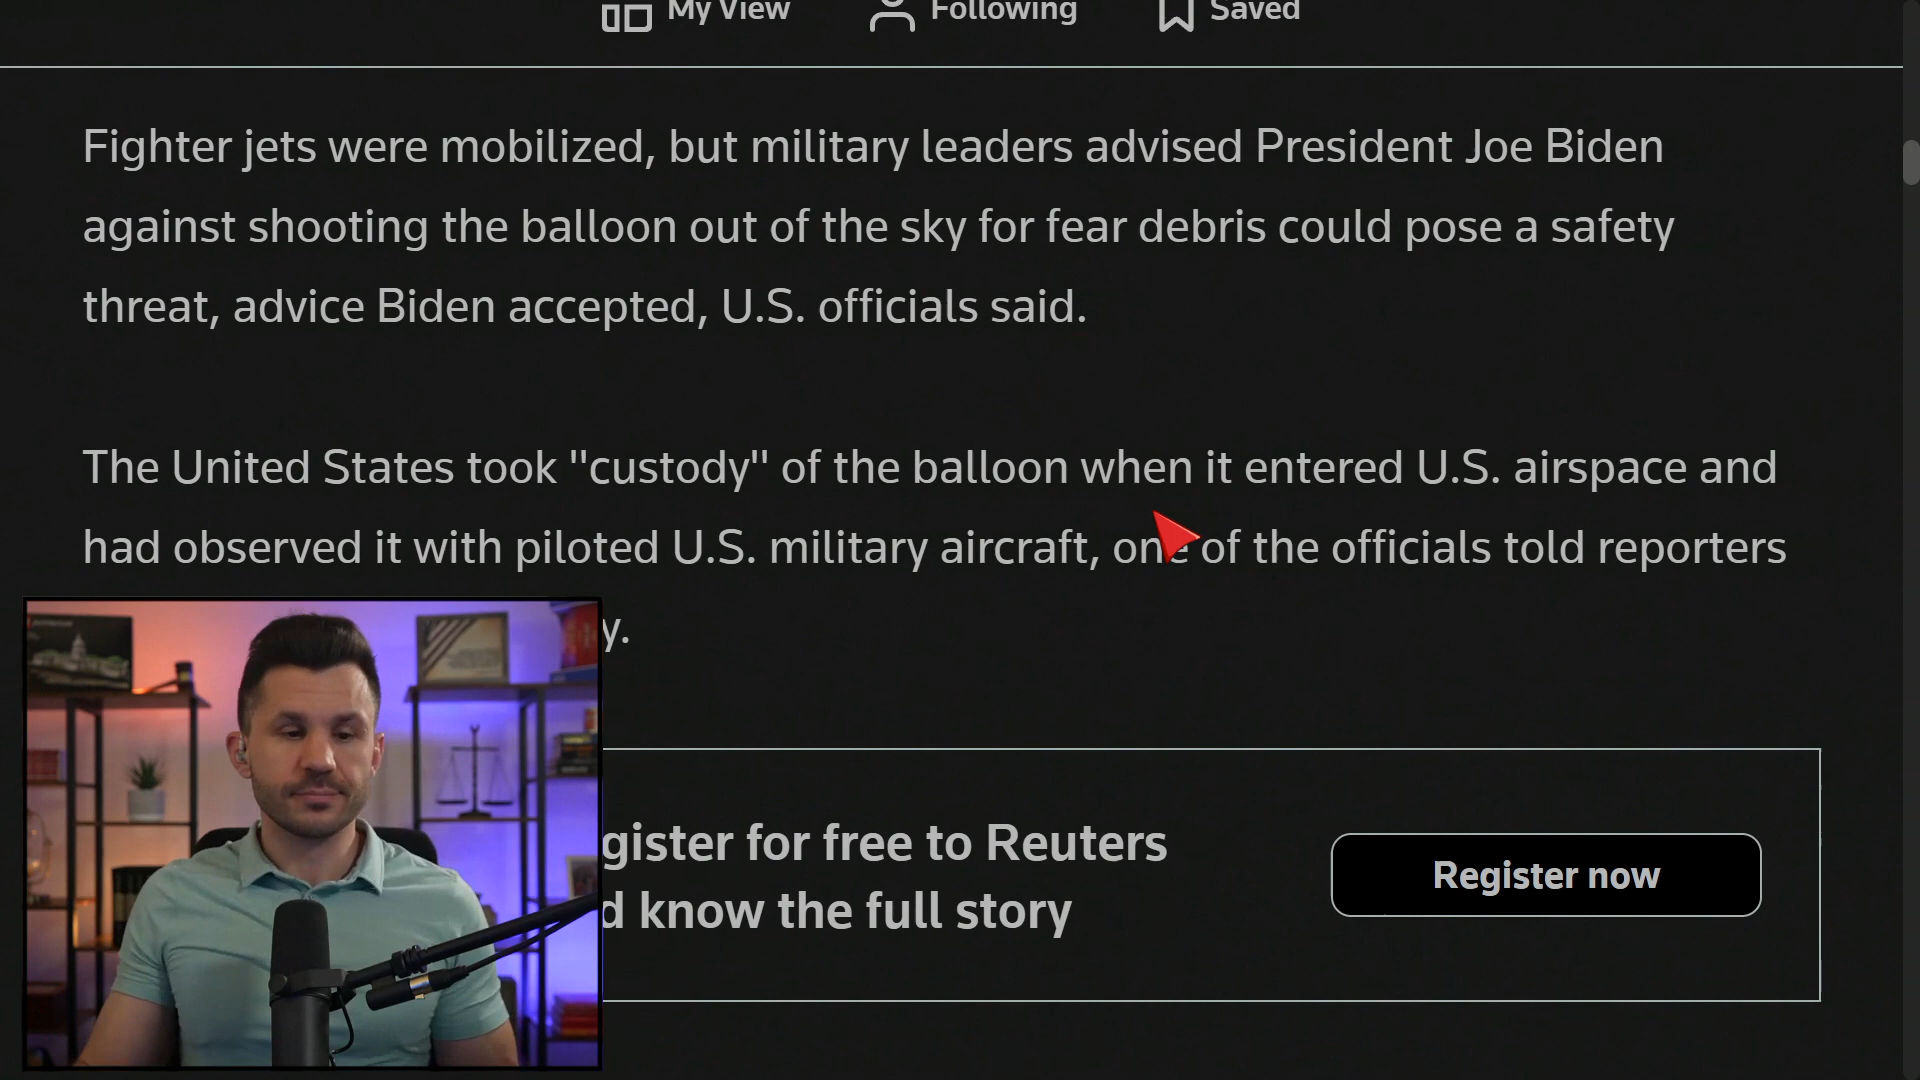 My View Following Saved
Fighter jets were mobilized, but military leaders advised President Joe Biden
against shooting the balloon out of the sky for fear debris could pose a safety
threat, advice Biden accepted, U.S. officials said.
The United States took "custody" of the balloon when it entered U.S. airspace and
had observed it with piloted U.S. military aircraft, one of the officials told reporters
y.
gister for free to Reuters
d know the full story
Register now